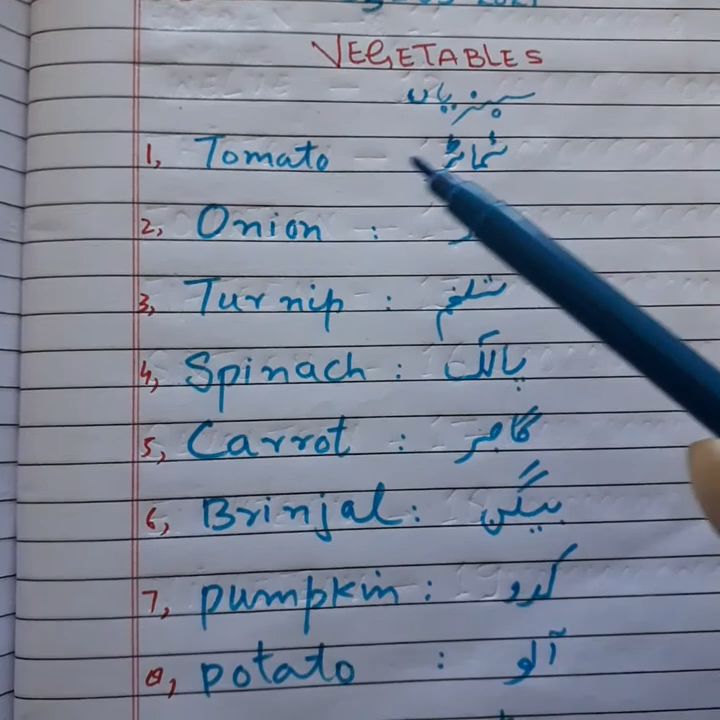 VEGETABLES
سبزیاں
1, Tomato — ٹماٹر
2, Onion :
3, Turnip : شلغم
4, Spinach : پالک
5, Carrot : گاجر
6, Brinjal : بینگن
7, pumpkin : کدو
8, potato : آلو